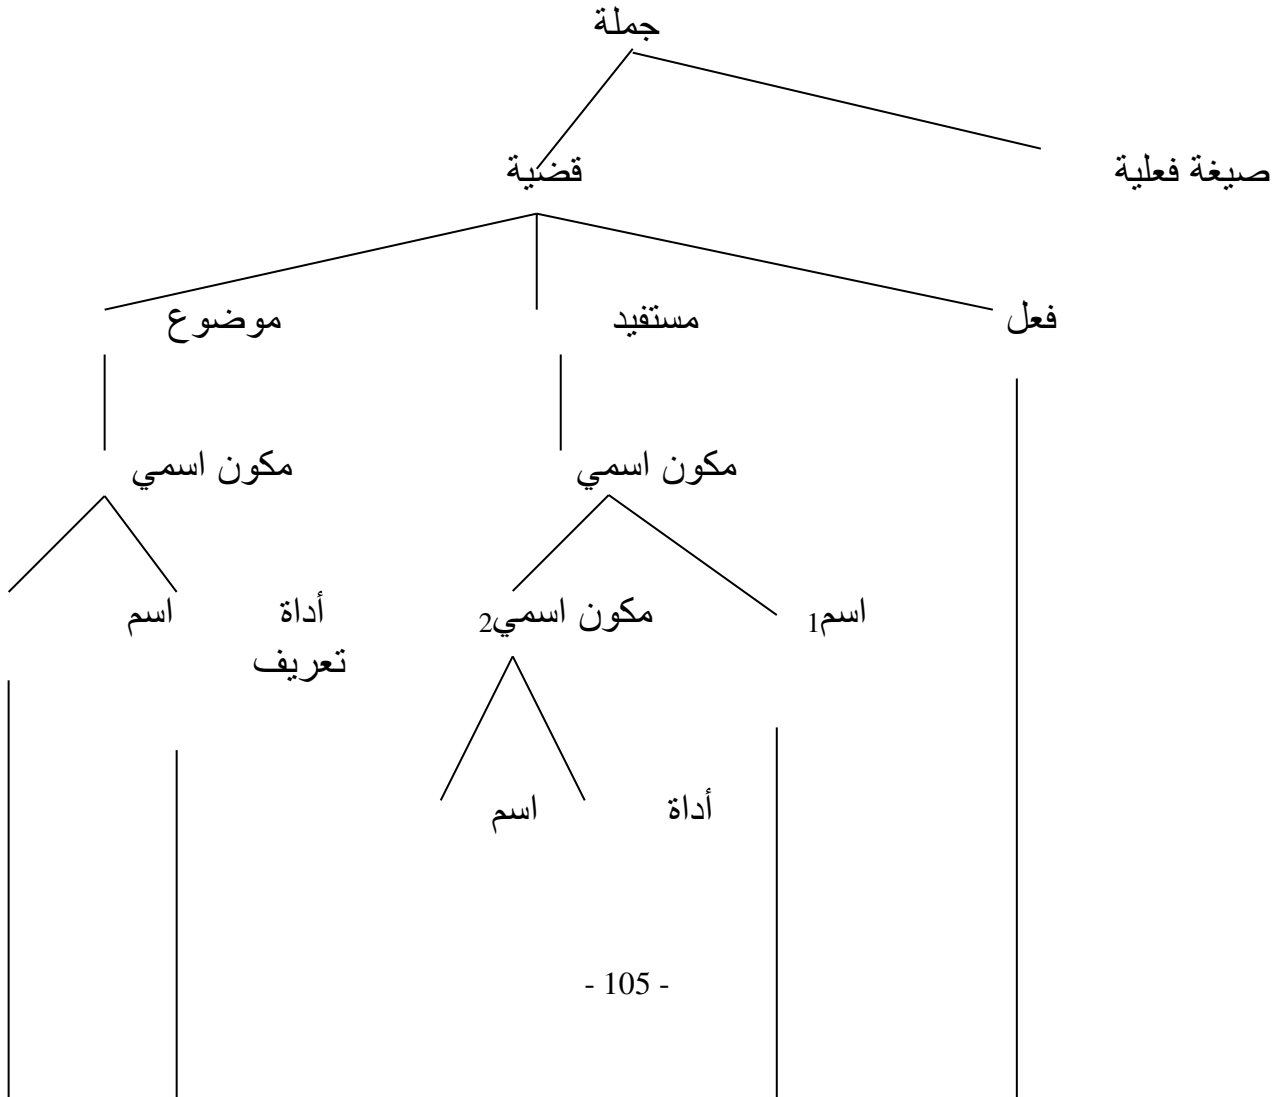 جملة
صيغة فعلية
قضية
فعل
مستفيد
موضوع
مكون اسمي
مكون اسمي
اسم1
مكون اسمي2
أداة
تعريف
اسم
أداة
اسم
- 105 -